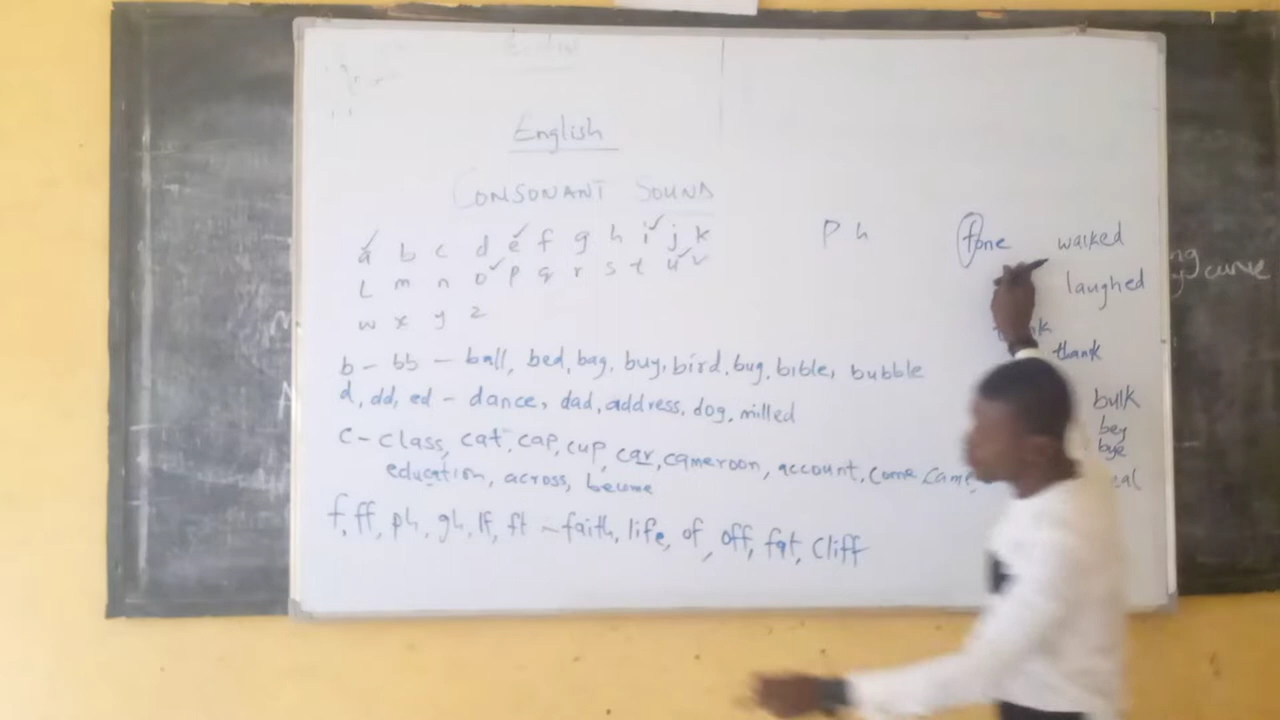 English
CONSONANT SOUND
a b c d e f g h i j k
L m n o p q r s t u v
w x y z
b - bb - ball, bed, bag, buy, bird, bug, bible, bubble
d, dd, ed - dance, dad, address, dog, milled
c - class, cat, cap, cup, car, cameroon, account, come, came,
education, across, become
f, ff, ph, gh, lf, ft - faith, life, of, off, fat, cliff
Ph
fone
walked
laughed
thank
bulk
bey
bye
curve